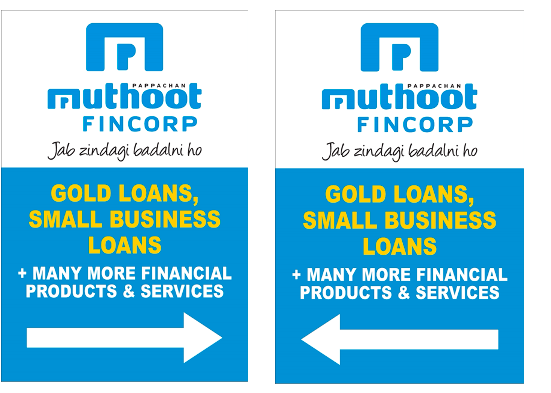 PAPPACHAN
muthoot
FINCORP
Jab zindagi badalni ho
GOLD LOANS,
SMALL BUSINESS
LOANS
+ MANY MORE FINANCIAL
PRODUCTS & SERVICES
PAPPACHAN
muthoot
FINCORP
Jab zindagi badalni ho
GOLD LOANS,
SMALL BUSINESS
LOANS
+ MANY MORE FINANCIAL
PRODUCTS & SERVICES